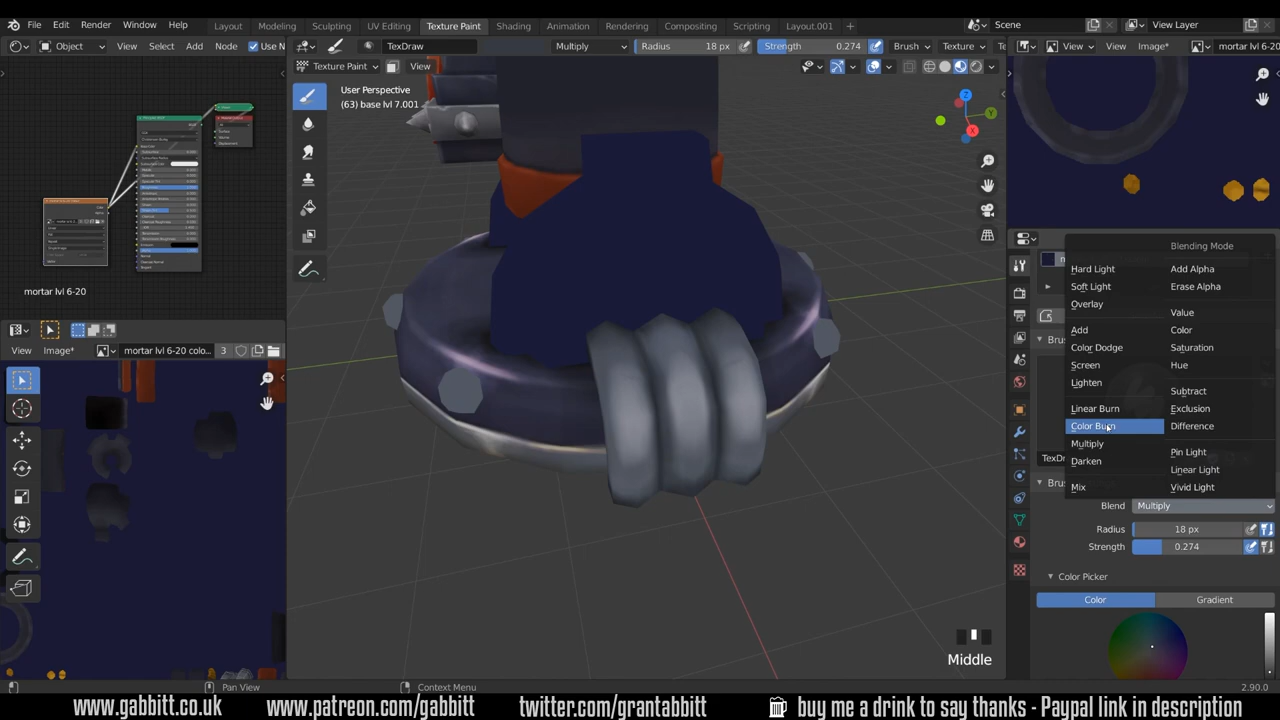 File Edit Render Window Help
Layout Modeling Sculpting UV Editing Texture Paint Shading Animation Rendering Compositing Scripting Layout.001 +
Scene
View Layer
Object View Select Add Node Use N
TexDraw Multiply Radius 18 px Strength 0.274 Brush Texture
View View Image* mortar lvl 6-20
Texture Paint View
User Perspective
(63) base lvl 7.001
X Y Z
mortar lvl 6-20
View Image* mortar lvl 6-20 colo... 3
Blending Mode
Hard Light Add Alpha
Soft Light Erase Alpha
Overlay
Value
Add Color
Color Dodge Saturation
Screen Hue
Lighten
Subtract
Linear Burn Exclusion
Color Burn Difference
Multiply
Pin Light
Darken
Linear Light
Mix Vivid Light
Blend Multiply
Radius 18 px
Strength 0.274
Color Picker
Color Gradient
Middle
Pan View Context Menu 2.90.0
www.gabbitt.co.uk www.patreon.com/gabbitt twitter.com/grantabbitt buy me a drink to say thanks - Paypal link in description